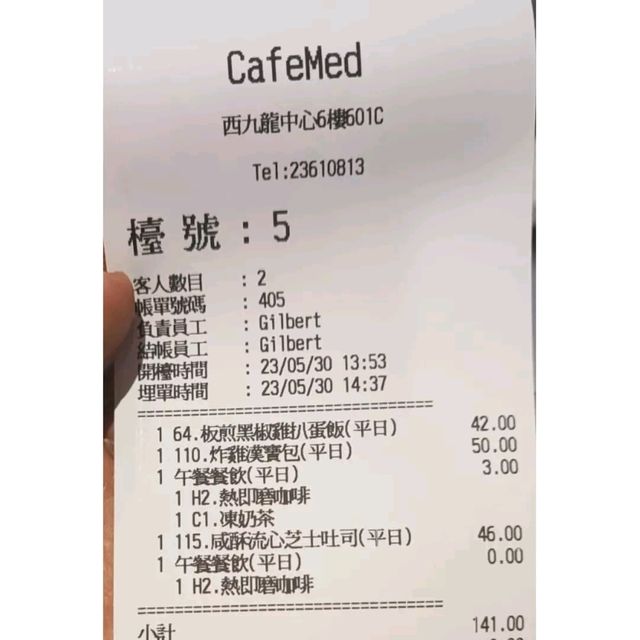 CafeMed
西九龍中心6樓601C
Tel:23610813
檯號:5
客人數目 : 2
帳單號碼 : 405
負責員工 : Gilbert
結帳員工 : Gilbert
開檯時間 : 23/05/30 13:53
埋單時間 : 23/05/30 14:37
1 64.板煎黑椒雞扒蛋飯(平日) 42.00
1 110.炸雞漢寶包(平日) 50.00
1 午餐餐飲(平日) 3.00
1 H2.熱即磨咖啡
1 C1.凍奶茶
1 115.咸酥流心芝士吐司(平日) 46.00
1 午餐餐飲(平日) 0.00
1 H2.熱即磨咖啡
小計 141.00